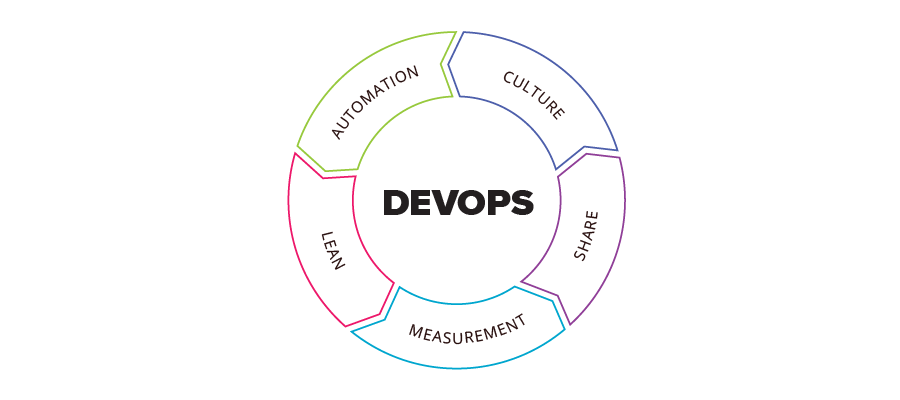 AUTOMATION
CULTURE
DEVOPS
SHARE
LEAN
MEASUREMENT